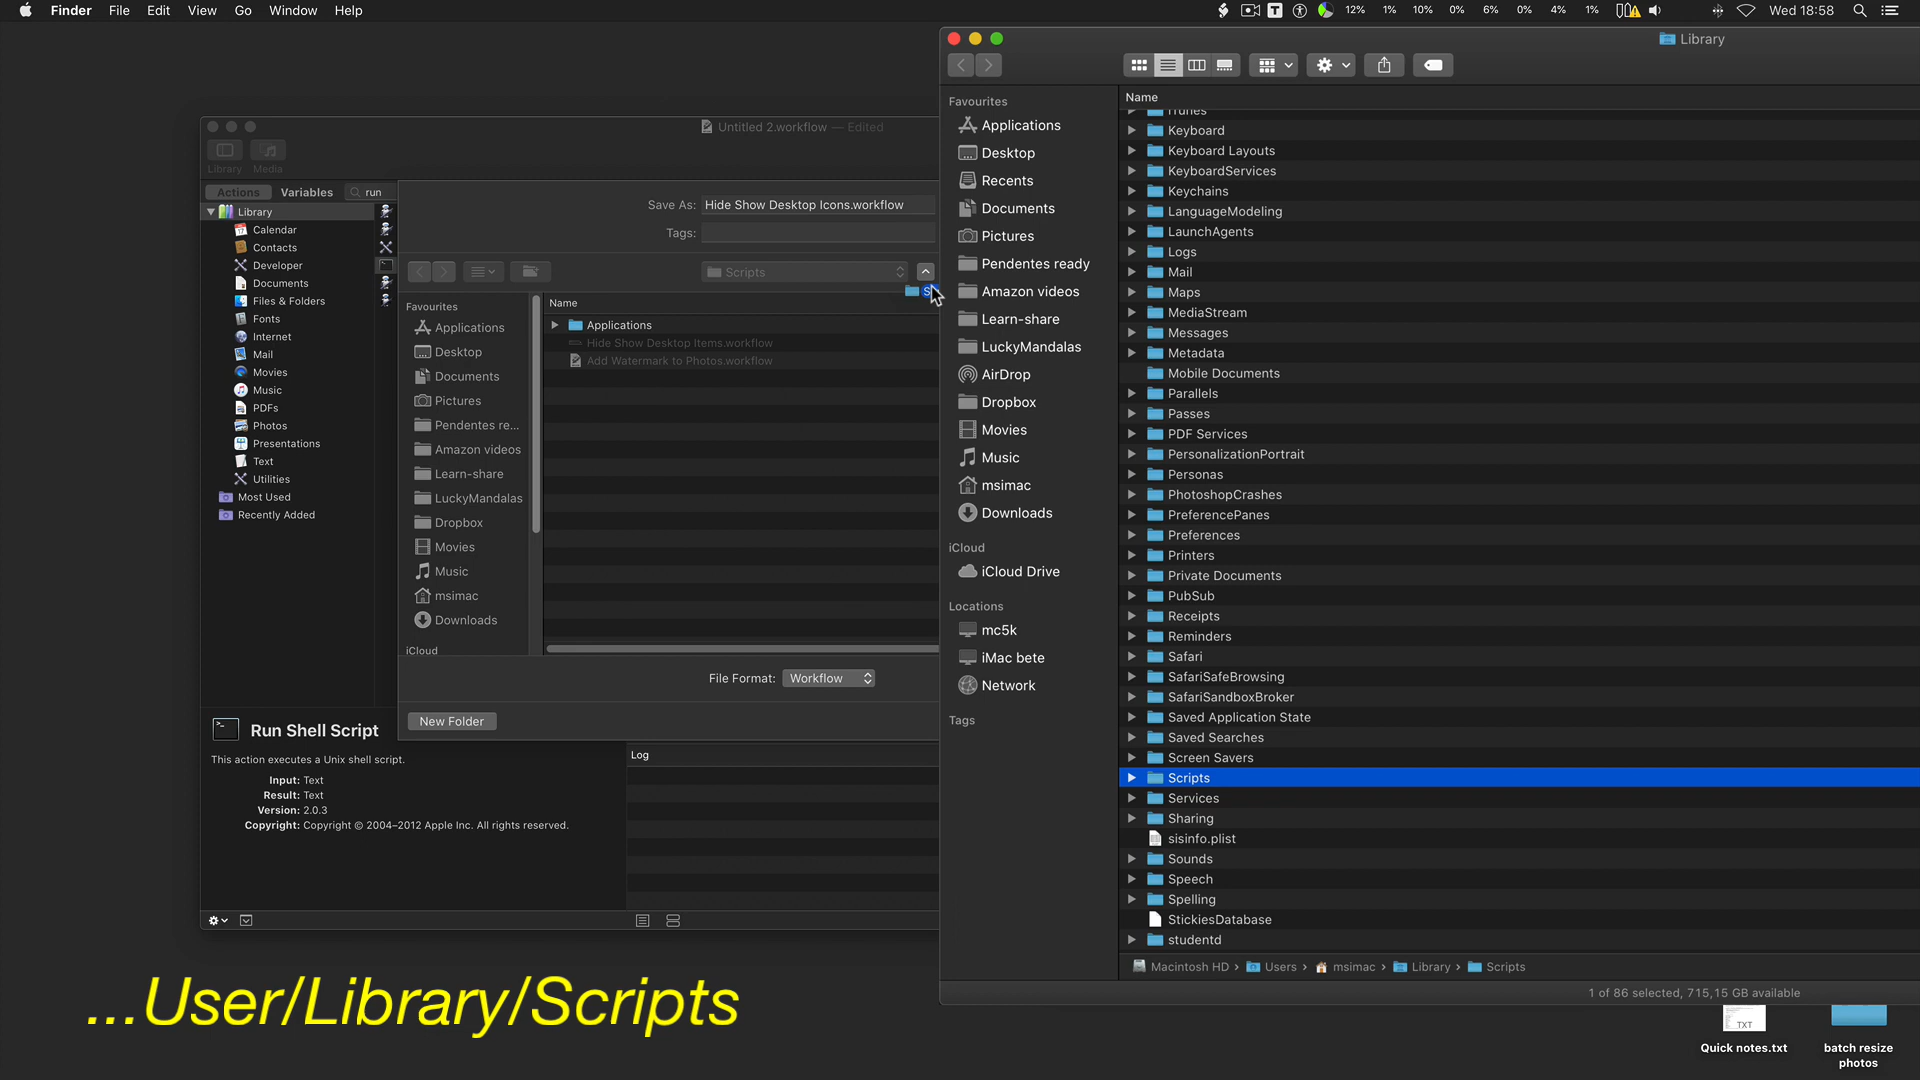 Finder File Edit View Go Window Help
12% 1% 10% 0% 6% 0% 4% 1% Wed 18:58
Untitled 2.workflow — Edited
Library Media
Actions Variables run
Library
Calendar
Contacts
Developer
Documents
Files & Folders
Fonts
Internet
Mail
Movies
Music
PDFs
Photos
Presentations
Text
Utilities
Most Used
Recently Added
Save As: Hide Show Desktop Icons.workflow
Tags:
Scripts
Favourites
Applications
Desktop
Documents
Pictures
Pendentes re...
Amazon videos
Learn-share
LuckyMandalas
Dropbox
Movies
Music
msimac
Downloads
iCloud
Name
Applications
Hide Show Desktop Items.workflow
Add Watermark to Photos.workflow
File Format: Workflow
New Folder
Run Shell Script
This action executes a Unix shell script.
Input: Text
Result: Text
Version: 2.0.3
Copyright: Copyright © 2004–2012 Apple Inc. All rights reserved.
Log
Library
Favourites
Applications
Desktop
Recents
Documents
Pictures
Pendentes ready
Amazon videos
Learn-share
LuckyMandalas
AirDrop
Dropbox
Movies
Music
msimac
Downloads
iCloud
iCloud Drive
Locations
mc5k
iMac bete
Network
Tags
Name
iTunes
Keyboard
Keyboard Layouts
KeyboardServices
Keychains
LanguageModeling
LaunchAgents
Logs
Mail
Maps
MediaStream
Messages
Metadata
Mobile Documents
Parallels
Passes
PDF Services
PersonalizationPortrait
Personas
PhotoshopCrashes
PreferencePanes
Preferences
Printers
Private Documents
PubSub
Receipts
Reminders
Safari
SafariSafeBrowsing
SafariSandboxBroker
Saved Application State
Saved Searches
Screen Savers
Scripts
Services
Sharing
sisinfo.plist
Sounds
Speech
Spelling
StickiesDatabase
studentd
Macintosh HD › Users › msimac › Library › Scripts
1 of 86 selected, 715,15 GB available
...User/Library/Scripts
TXT
Quick notes.txt
batch resize
photos